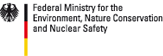 Federal Ministry for the
Environment, Nature Conservation
and Nuclear Safety